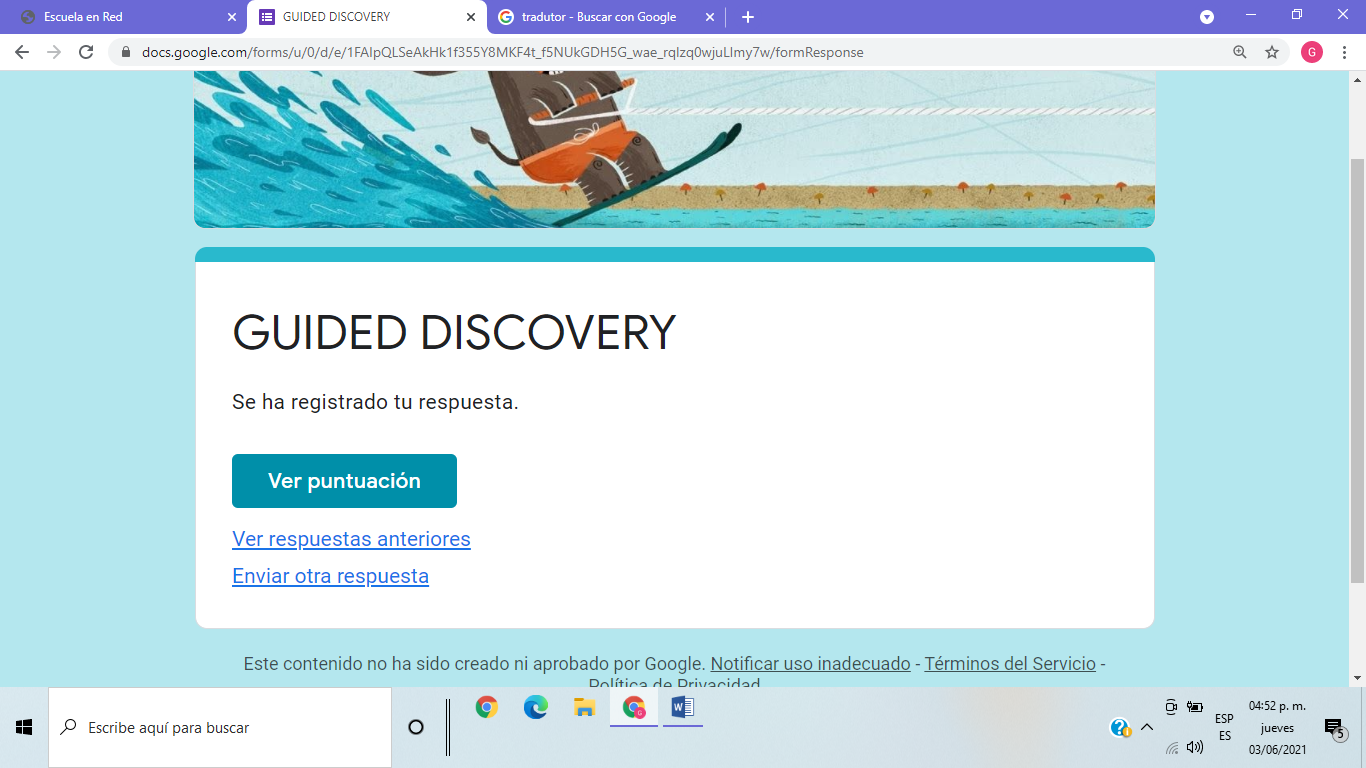 Escuela en Red
GUIDED DISCOVERY
tradutor - Buscar con Google
docs.google.com/forms/u/0/d/e/1FAIpQLSeAkHk1f355Y8MKF4t_f5NUkGDH5G_wae_rqIzq0wjuLImy7w/formResponse
G
GUIDED DISCOVERY
Se ha registrado tu respuesta.
Ver puntuación
Ver respuestas anteriores
Enviar otra respuesta
Este contenido no ha sido creado ni aprobado por Google. Notificar uso inadecuado - Términos del Servicio -
Política de Privacidad
Escribe aquí para buscar
ESP
ES
04:52 p. m.
jueves
03/06/2021
5